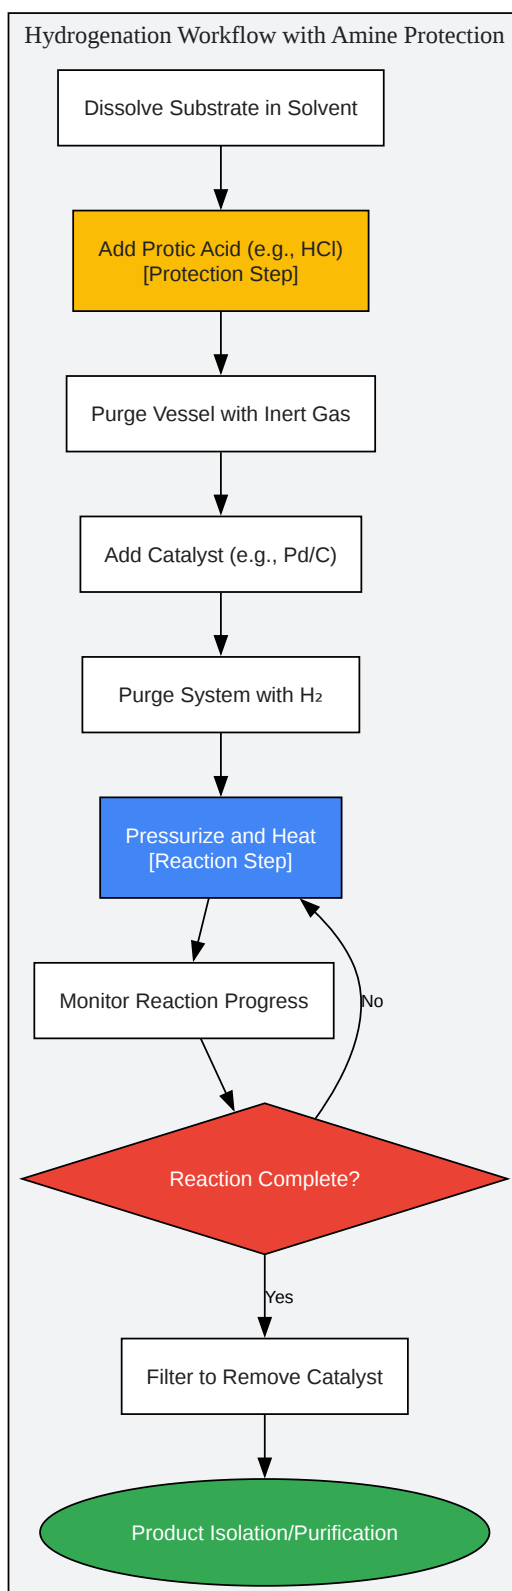 Hydrogenation Workflow with Amine Protection
Dissolve Substrate in Solvent
Add Protic Acid (e.g., HCl)
[Protection Step]
Purge Vessel with Inert Gas
Add Catalyst (e.g., Pd/C)
Purge System with H₂
Pressurize and Heat
[Reaction Step]
Monitor Reaction Progress
No
Reaction Complete?
Yes
Filter to Remove Catalyst
Product Isolation/Purification